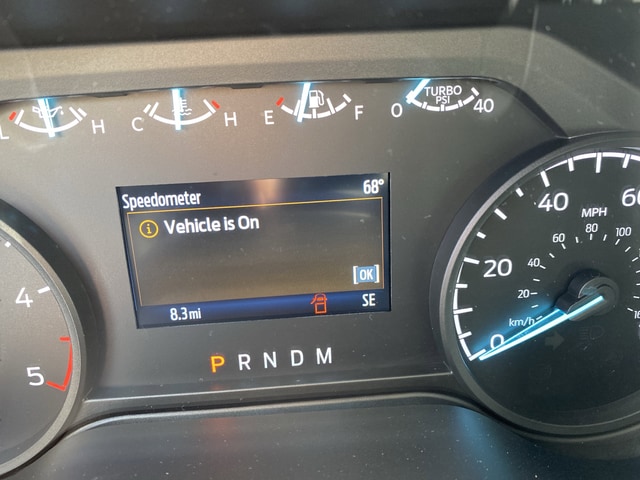 L H C H E F 0 TURBO PSI 40
Speedometer 68°
Vehicle is On
OK
8.3 mi SE
P R N D M
4
5
0 20 40 60
MPH
20 40 60 80 100
km/h